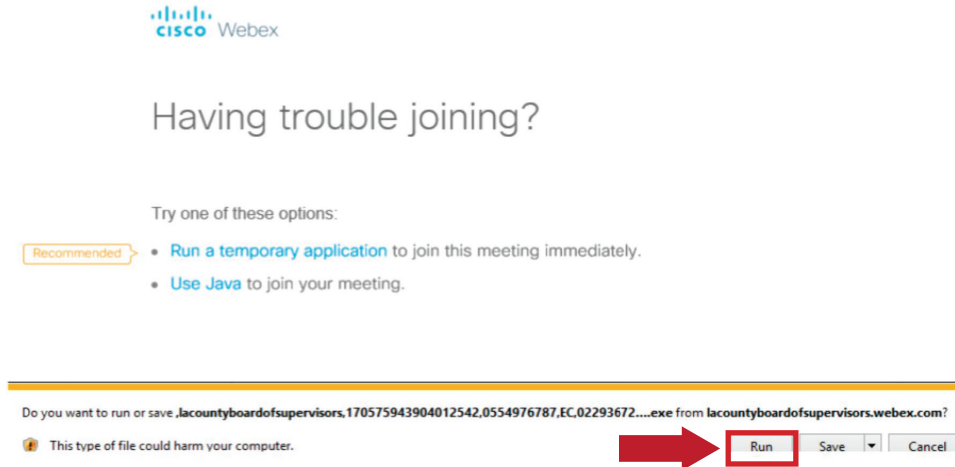 CISCO Webex
Having trouble joining?
Try one of these options:
Recommended • Run a temporary application to join this meeting immediately.
• Use Java to join your meeting.
Do you want to run or save ,lacountyboardofsupervisors,170575943904012542,0554976787,EC,02293672....exe from lacountyboardofsupervisors.webex.com?
This type of file could harm your computer. Run Save Cancel